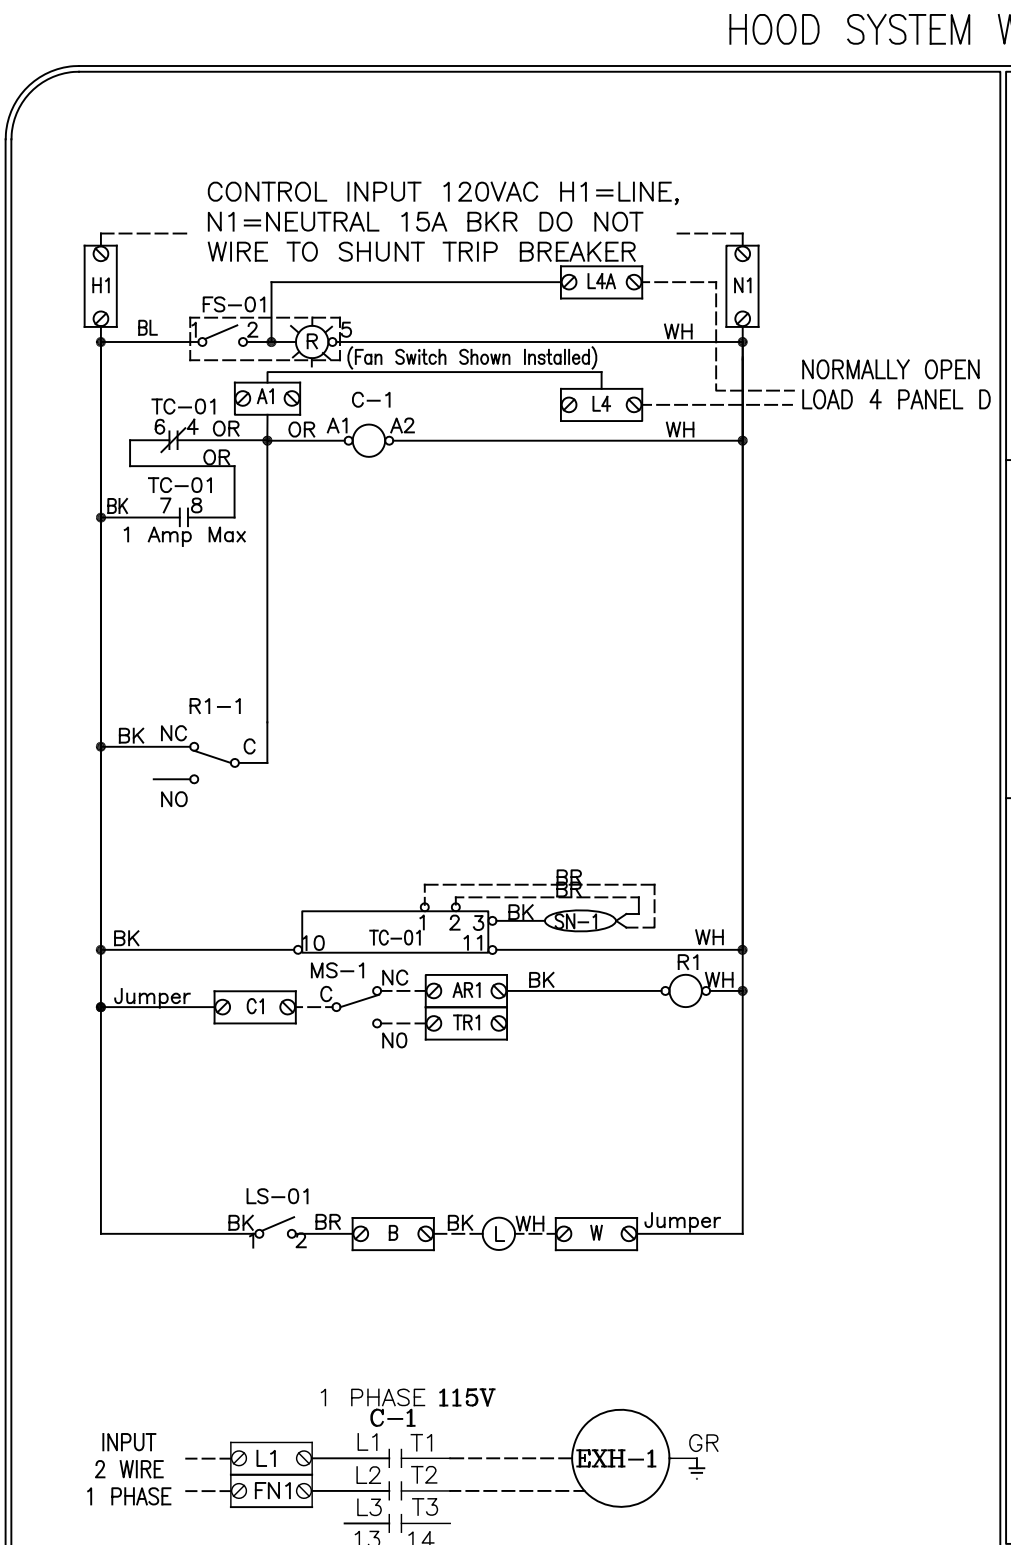 HOOD SYSTEM
CONTROL INPUT 120VAC H1=LINE,
N1=NEUTRAL 15A BKR DO NOT
WIRE TO SHUNT TRIP BREAKER
H1
L4A
N1
FS-01
BL
1
2
R
5
WH
(Fan Switch Shown Installed)
NORMALLY OPEN
LOAD 4 PANEL D
A1
L4
TC-01
C-1
6
4
OR
OR
A1
A2
WH
OR
TC-01
BK
7
8
1 Amp Max
R1-1
BK
NC
C
NO
BR
BR
1
2
3
BK
SN-1
BK
10
TC-01
11
WH
MS-1
R1
Jumper
C1
C
NC
AR1
BK
WH
TR1
NO
LS-01
BK
1
2
BR
B
BK
L
WH
W
Jumper
1 PHASE 115V
C-1
INPUT
2 WIRE
1 PHASE
L1
L1
T1
EXH-1
GR
FN1
L2
T2
L3
T3
13
14